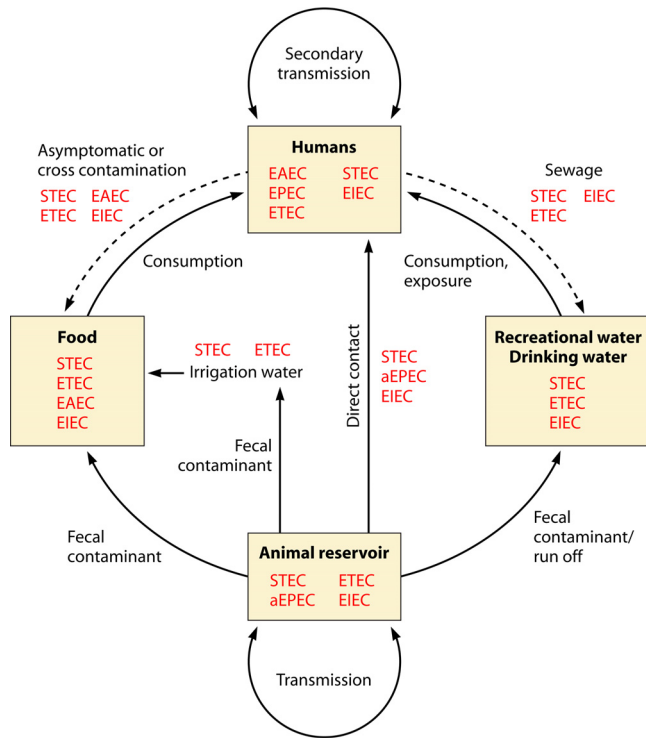 Secondary
transmission
Humans
EAEC STEC
EPEC EIEC
ETEC
Asymptomatic or
cross contamination
STEC EAEC
ETEC EIEC
Sewage
STEC EIEC
ETEC
Consumption
Consumption,
exposure
Food
STEC
ETEC
EAEC
EIEC
STEC ETEC
Irrigation water
Direct contact
STEC
aEPEC
EIEC
Recreational water
Drinking water
STEC
ETEC
EIEC
Fecal
contaminant
Fecal
contaminant
Fecal
contaminant/
run off
Animal reservoir
STEC ETEC
aEPEC EIEC
Transmission